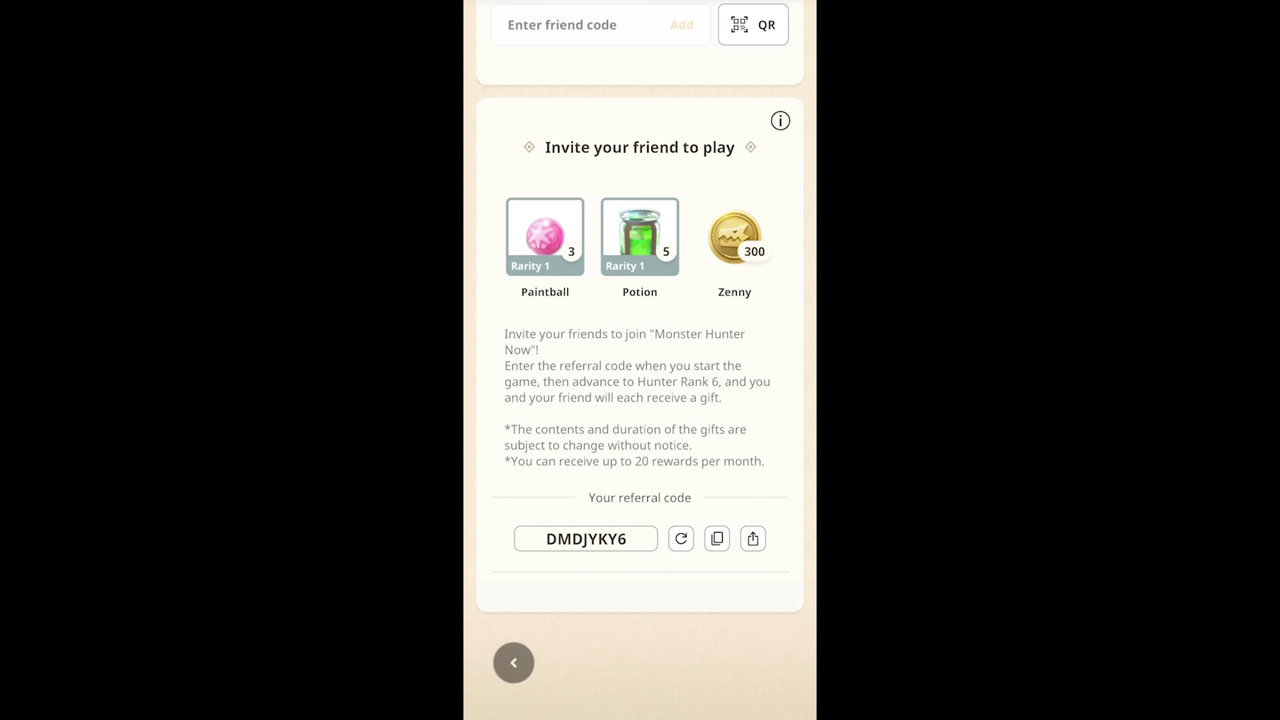 Enter friend code Add QR
Invite your friend to play
3 5 300
Rarity 1 Rarity 1
Paintball Potion Zenny
Invite your friends to join "Monster Hunter
Now"!
Enter the referral code when you start the
game, then advance to Hunter Rank 6, and you
and your friend will each receive a gift.
*The contents and duration of the gifts are
subject to change without notice.
*You can receive up to 20 rewards per month.
Your referral code
DMDJYKY6